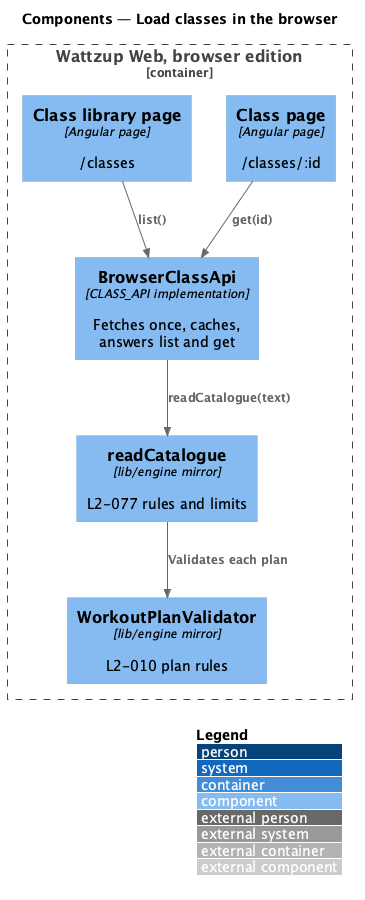 Components — Load classes in the browser
Wattzup Web, browser edition
[container]
Class library page
[Angular page]
/classes
Class page
[Angular page]
/classes/:id
list()
get(id)
BrowserClassApi
[CLASS_API implementation]
Fetches once, caches,
answers list and get
readCatalogue(text)
readCatalogue
[lib/engine mirror]
L2-077 rules and limits
Validates each plan
WorkoutPlanValidator
[lib/engine mirror]
L2-010 plan rules
Legend
person
system
container
component
external person
external system
external container
external component